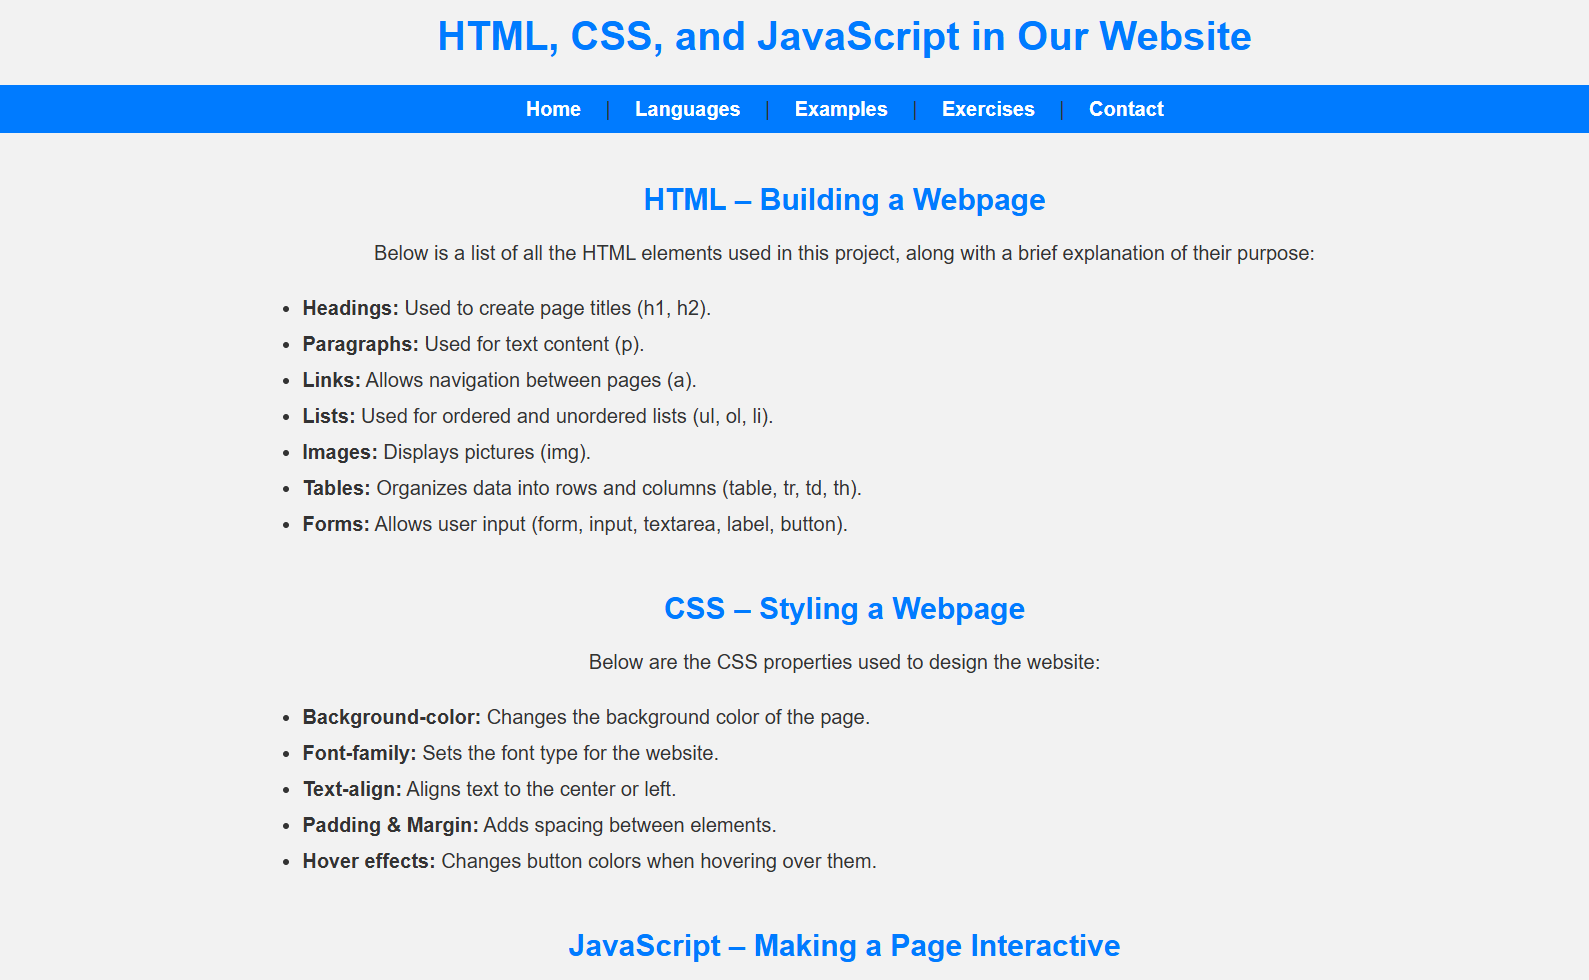 HTML, CSS, and JavaScript in Our Website
Home | Languages | Examples | Exercises | Contact
HTML – Building a Webpage
Below is a list of all the HTML elements used in this project, along with a brief explanation of their purpose:
• Headings: Used to create page titles (h1, h2).
• Paragraphs: Used for text content (p).
• Links: Allows navigation between pages (a).
• Lists: Used for ordered and unordered lists (ul, ol, li).
• Images: Displays pictures (img).
• Tables: Organizes data into rows and columns (table, tr, td, th).
• Forms: Allows user input (form, input, textarea, label, button).
CSS – Styling a Webpage
Below are the CSS properties used to design the website:
• Background-color: Changes the background color of the page.
• Font-family: Sets the font type for the website.
• Text-align: Aligns text to the center or left.
• Padding & Margin: Adds spacing between elements.
• Hover effects: Changes button colors when hovering over them.
JavaScript – Making a Page Interactive